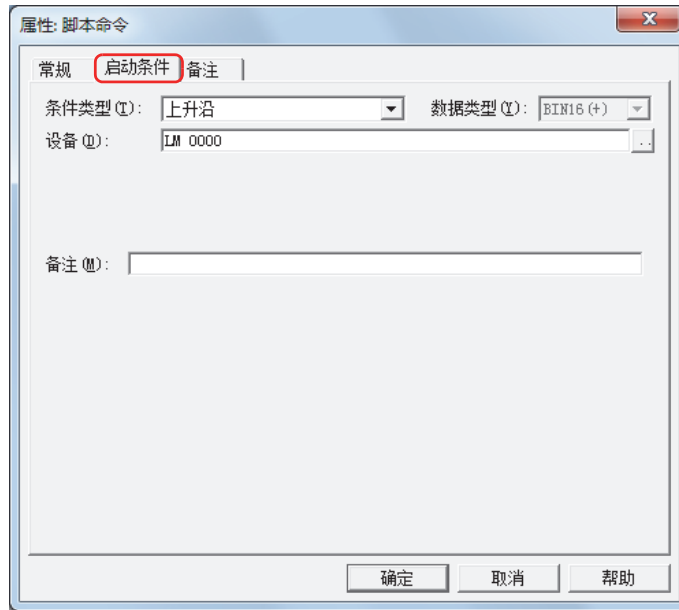 属性: 脚本命令
常规 启动条件 备注
条件类型(T): 上升沿 数据类型(Y): BIN16(+)
设备(D): LM 0000 ..
备注(M):
确定 取消 帮助